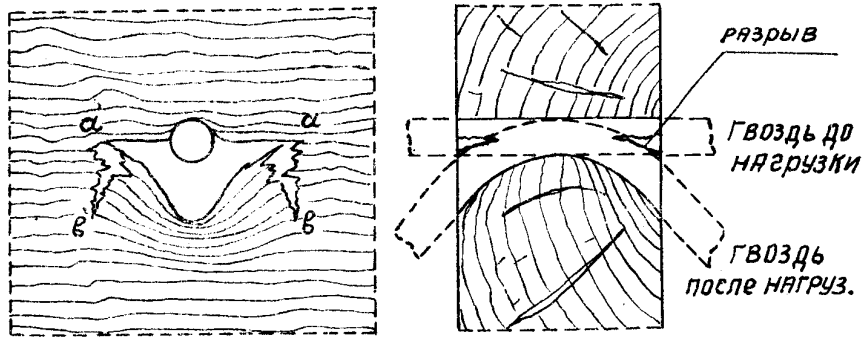 a' a
в' в
РАЗРЫВ
ГВОЗДЬ ДО
НАГРУЗКИ
ГВОЗДЬ
ПОСЛЕ НАГРУЗ.